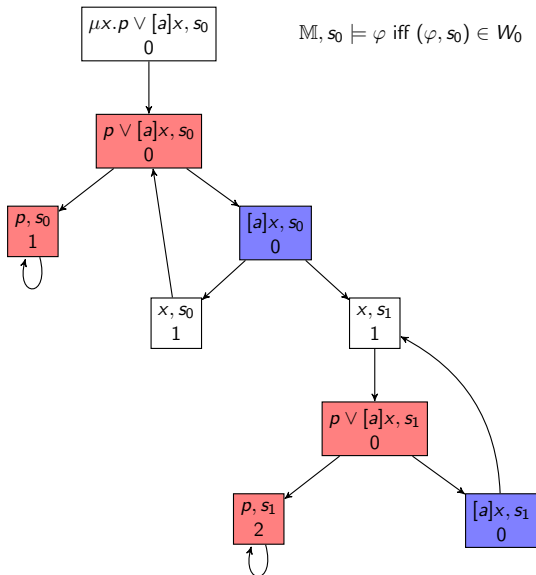 μx.p ∨ [a]x, s₀
0
𝕄, s₀ ⊨ φ iff (φ, s₀) ∈ W₀
p ∨ [a]x, s₀
0
p, s₀
1
[a]x, s₀
0
x, s₀
1
x, s₁
1
p ∨ [a]x, s₁
0
p, s₁
2
[a]x, s₁
0